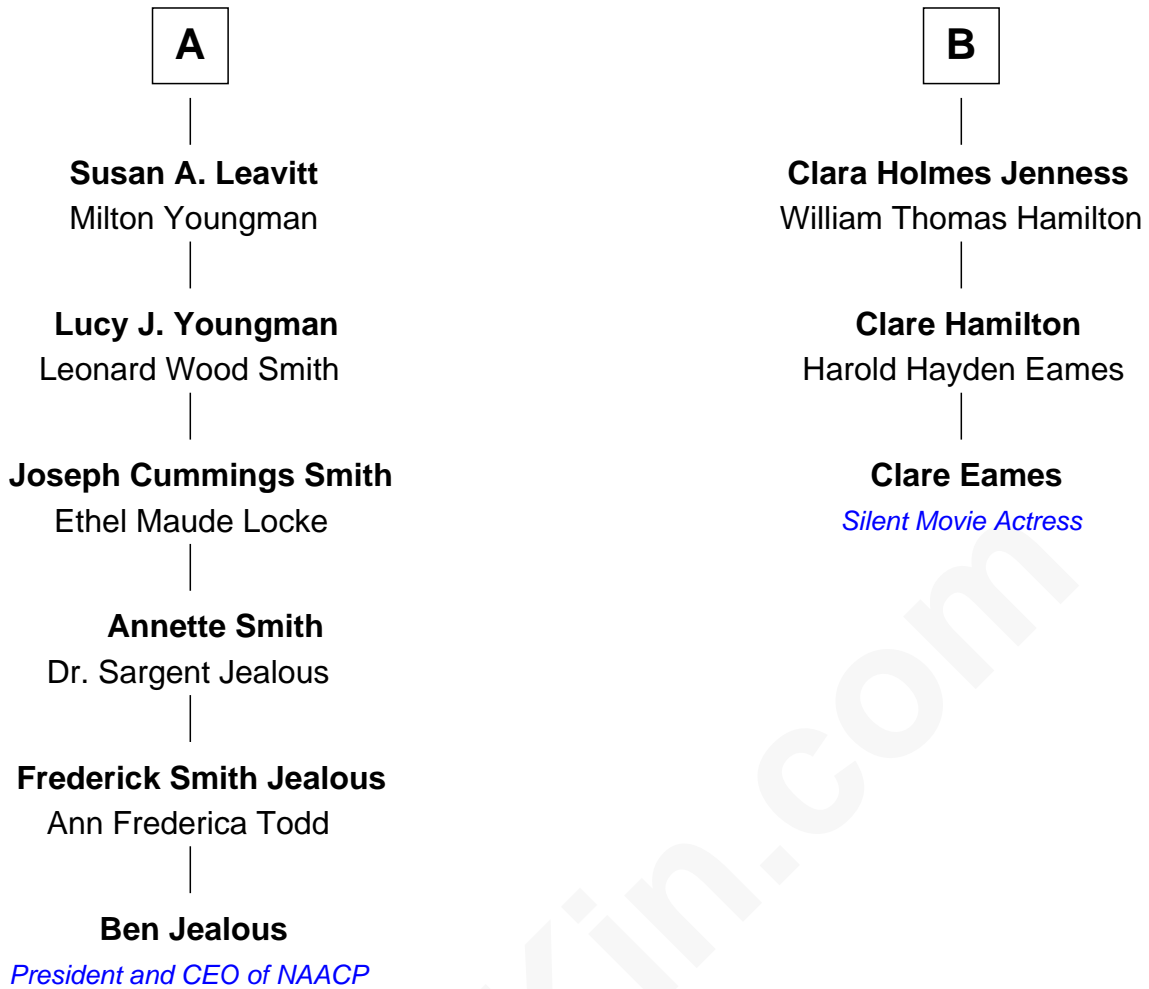 A
Susan A. Leavitt
Milton Youngman
Lucy J. Youngman
Leonard Wood Smith
Joseph Cummings Smith
Ethel Maude Locke
Annette Smith
Dr. Sargent Jealous
Frederick Smith Jealous
Ann Frederica Todd
Ben Jealous
President and CEO of NAACP
B
Clara Holmes Jenness
William Thomas Hamilton
Clare Hamilton
Harold Hayden Eames
Clare Eames
Silent Movie Actress
Kin.com